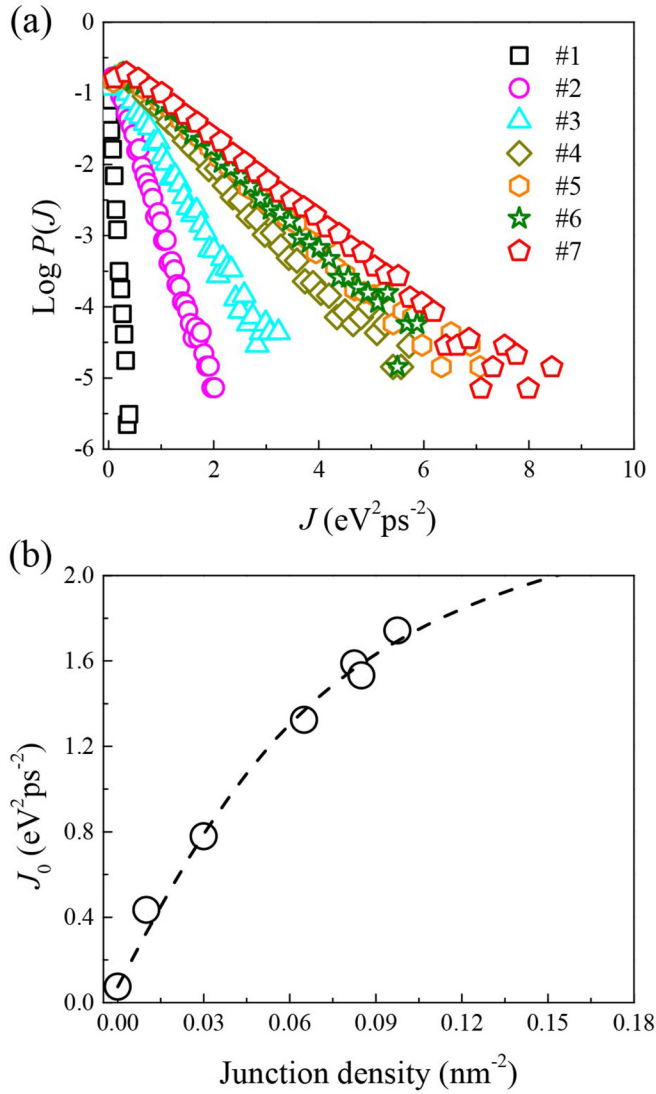 (a)
Log P(J)
0
-1
-2
-3
-4
-5
-6
#1
#2
#3
#4
#5
#6
#7
0 2 4 6 8 10
J (eV²ps⁻²)
(b)
J₀ (eV²ps⁻²)
2.0
1.6
1.2
0.8
0.4
0.0
0.00 0.03 0.06 0.09 0.12 0.15 0.18
Junction density (nm⁻²)